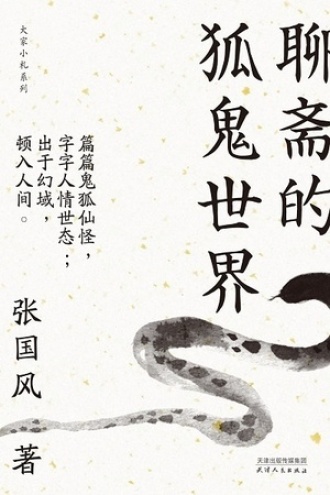 聊斋的
狐鬼世界
大家小札系列
篇篇鬼狐仙怪，
字字人情世态；
出于幻域，
顿入人间。
张国风 著
天津出版传媒集团
天津人民出版社